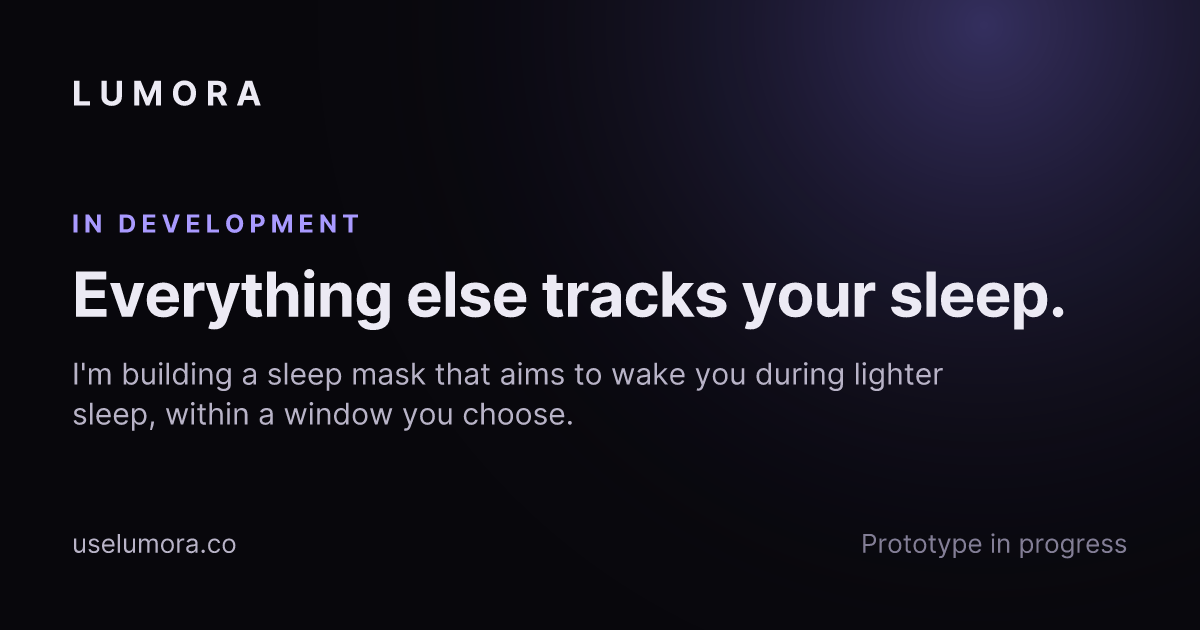 LUMORA
IN DEVELOPMENT
Everything else tracks your sleep.
I'm building a sleep mask that aims to wake you during lighter
sleep, within a window you choose.
uselumora.co
Prototype in progress